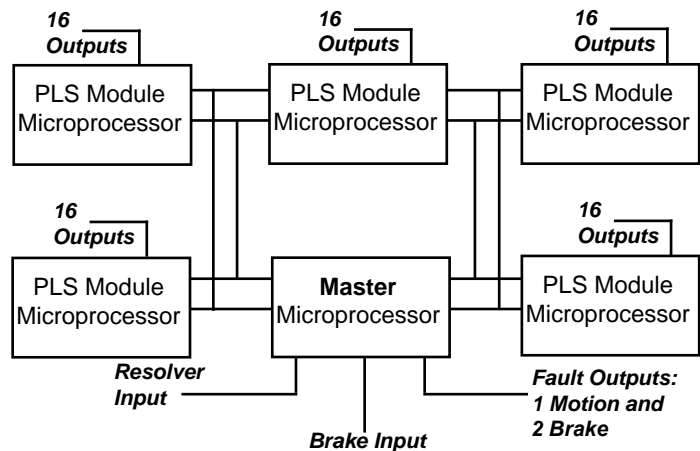 16
Outputs
PLS Module
Microprocessor
16
Outputs
PLS Module
Microprocessor
16
Outputs
PLS Module
Microprocessor
16
Outputs
PLS Module
Microprocessor
Master
Microprocessor
16
Outputs
PLS Module
Microprocessor
Resolver
Input
Brake Input
Fault Outputs:
1 Motion and
2 Brake